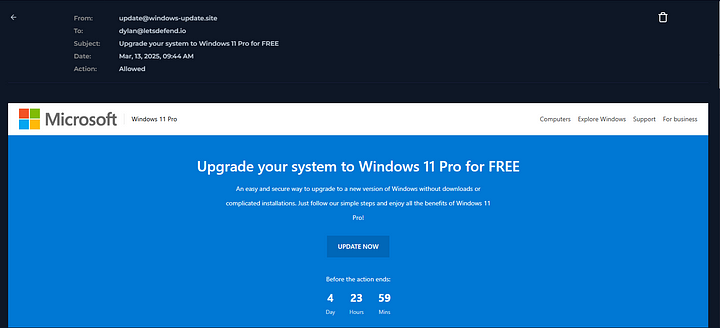 From: update@windows-update.site
To: dylan@letsdefend.io
Subject: Upgrade your system to Windows 11 Pro for FREE
Date: Mar, 13, 2025, 09:44 AM
Action: Allowed
Microsoft Windows 11 Pro Computers Explore Windows Support For business
Upgrade your system to Windows 11 Pro for FREE
An easy and secure way to upgrade to a new version of Windows without downloads or
complicated installations. Just follow our simple steps and enjoy all the benefits of Windows 11
Pro!
UPDATE NOW
Before the action ends:
4 23 59
Day Hours Mins